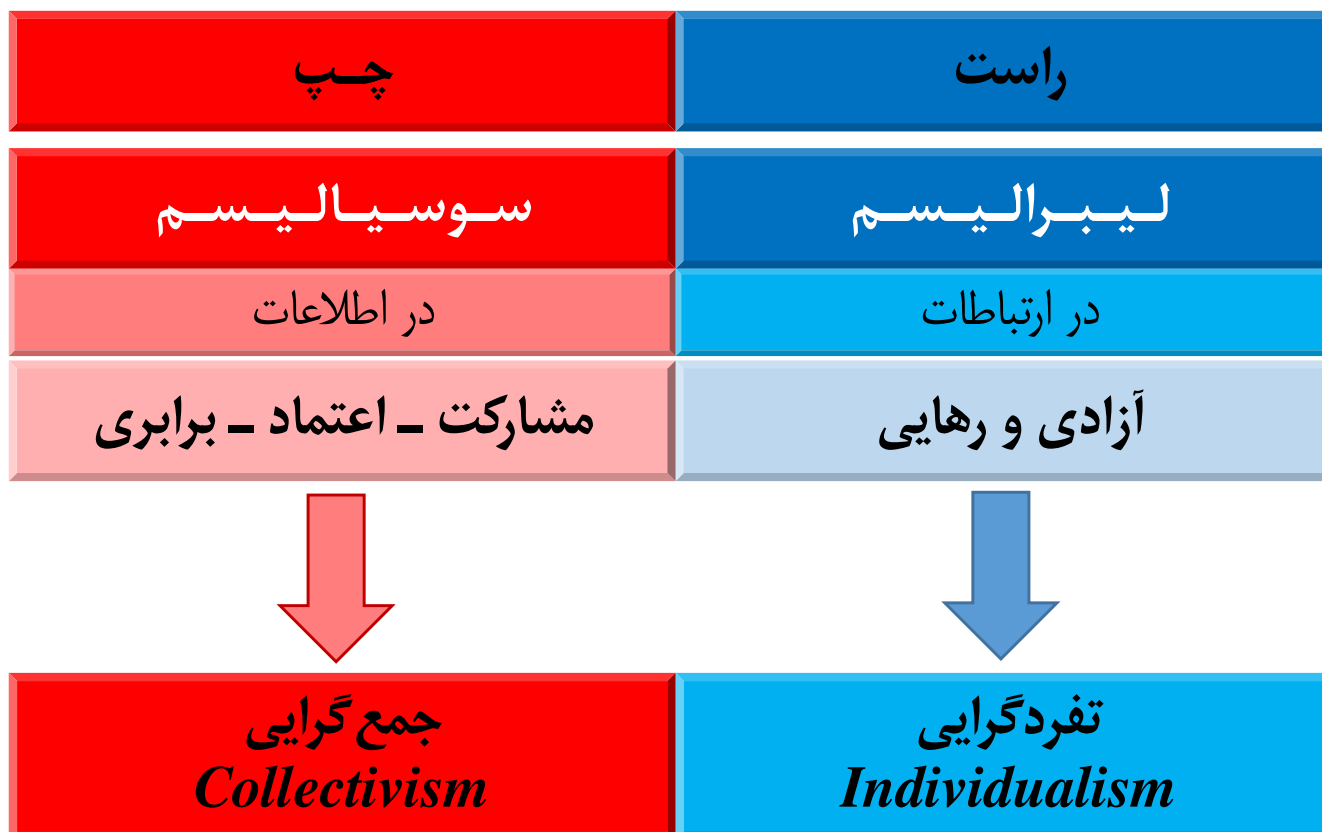 راست
چپ
لیبرالیسم
سوسیالیسم
در ارتباطات
در اطلاعات
آزادی و رهایی
مشارکت ـ اعتماد ـ برابری
تفردگرایی
Individualism
جمع‌گرایی
Collectivism